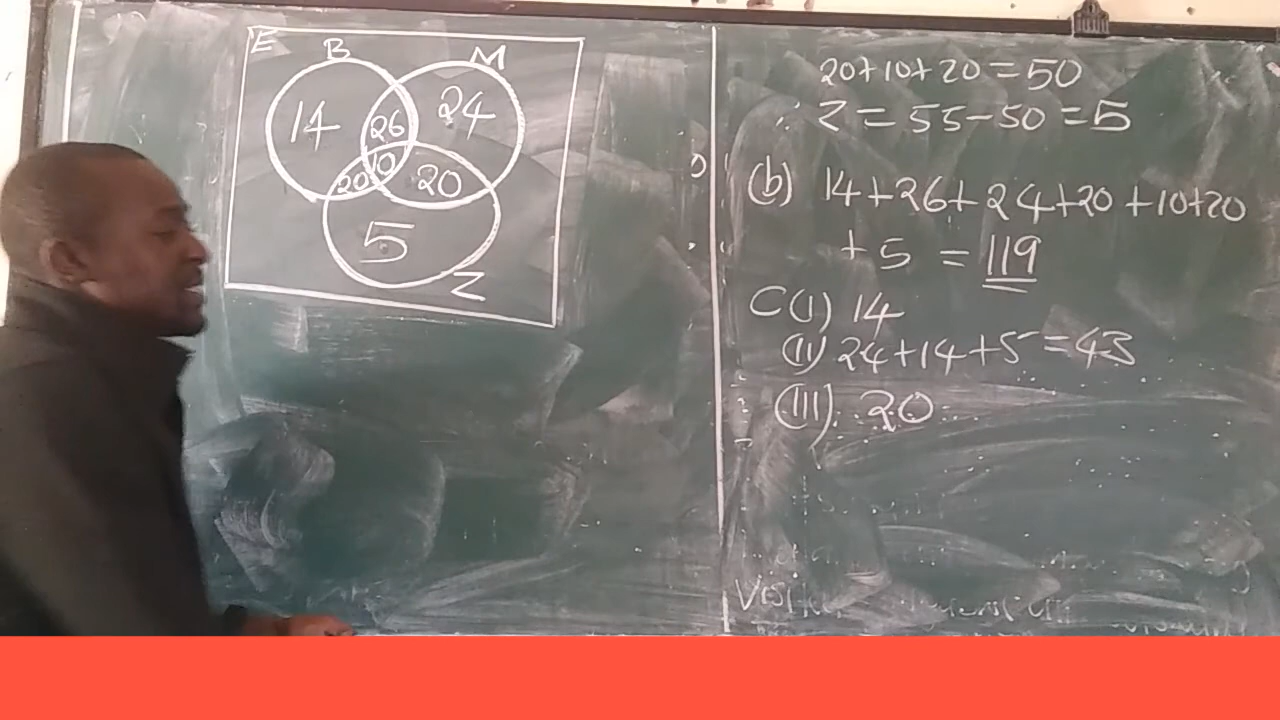 E
B
M
14
26
24
10
20
20
5
Z
20+10+20=50
∴ Z = 55-50=5
(b) 14+26+24+20+10+20
+5 = 119
C(i) 14
(ii) 24+14+5=43
(iii) 20